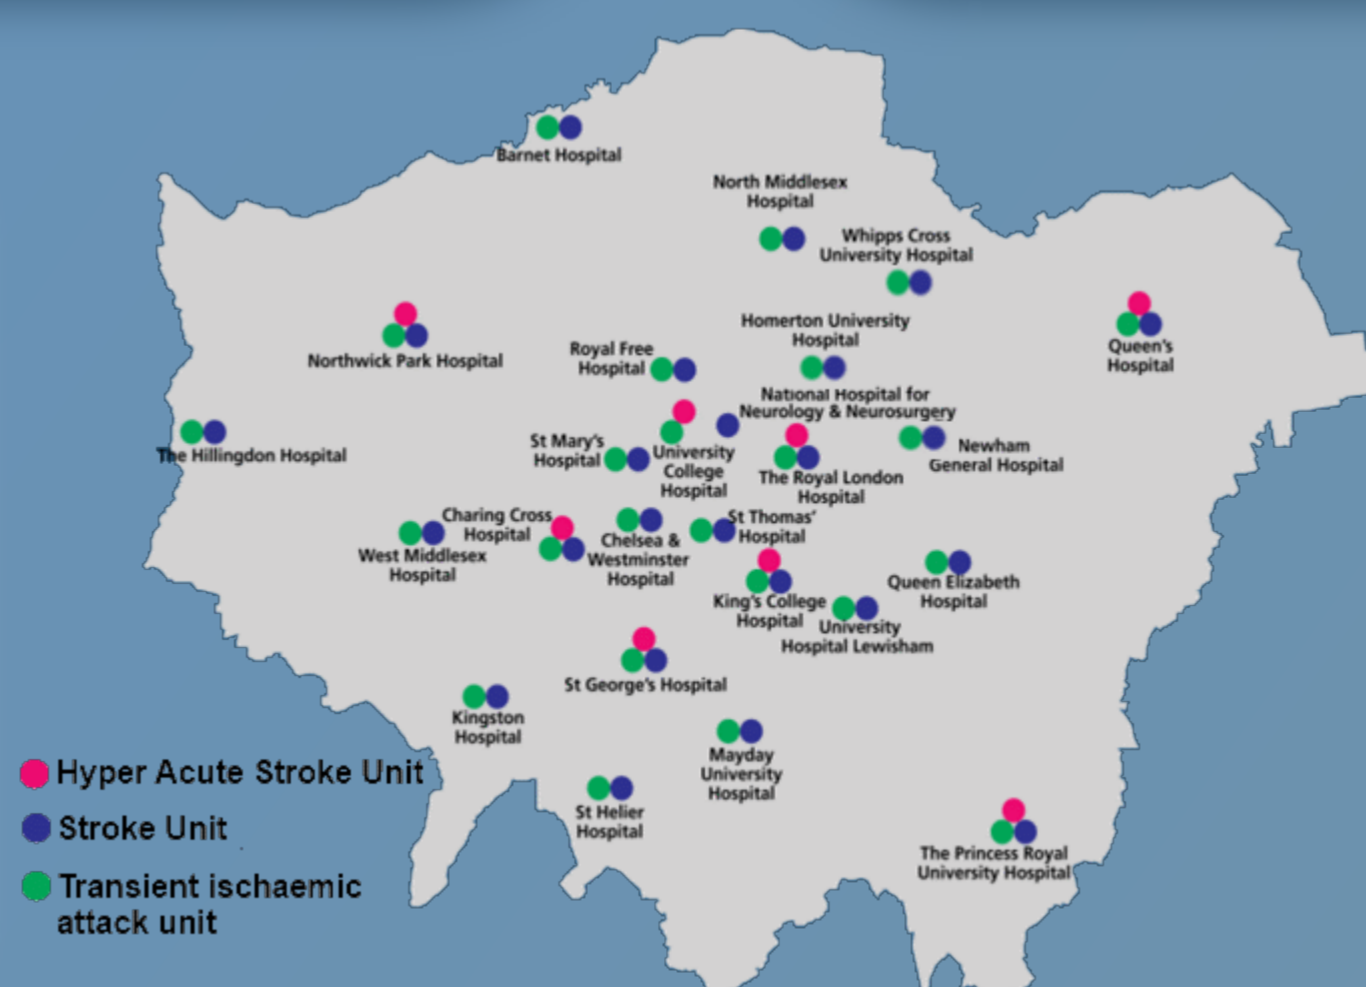 Barnet Hospital
North Middlesex
Hospital
Whipps Cross
University Hospital
Homerton University
Hospital
Queen's
Hospital
Northwick Park Hospital
Royal Free
Hospital
National Hospital for
Neurology & Neurosurgery
The Hillingdon Hospital
St Mary's
Hospital
University
College
Hospital
The Royal London
Hospital
Newham
General Hospital
Charing Cross
Hospital
West Middlesex
Hospital
Chelsea &
Westminster
Hospital
St Thomas'
Hospital
King's College
Hospital
Queen Elizabeth
Hospital
University
Hospital Lewisham
St George's Hospital
Kingston
Hospital
Mayday
University
Hospital
St Helier
Hospital
The Princess Royal
University Hospital
Hyper Acute Stroke Unit
Stroke Unit
Transient ischaemic
attack unit